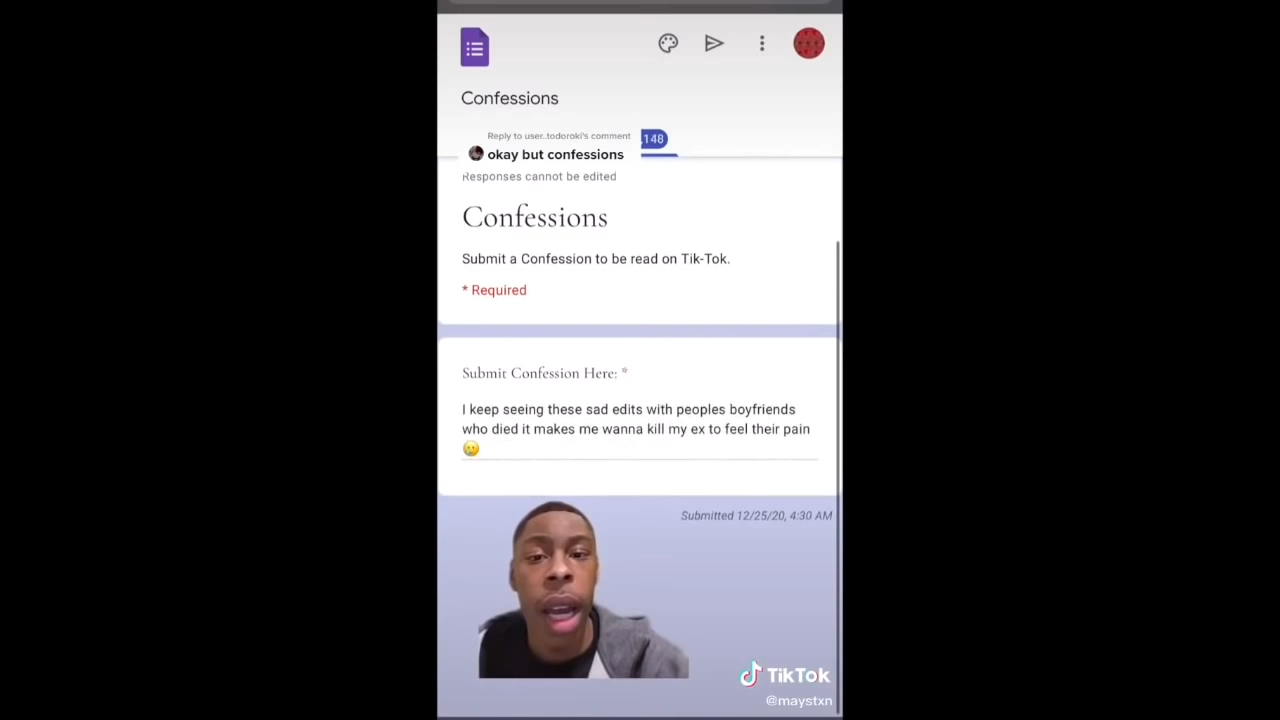 Confessions
Reply to user..todoroki's comment
okay but confessions
148
Responses cannot be edited
Confessions
Submit a Confession to be read on Tik-Tok.
* Required
Submit Confession Here: *
I keep seeing these sad edits with peoples boyfriends
who died it makes me wanna kill my ex to feel their pain
🥲
Submitted 12/25/20, 4:30 AM
TikTok
@maystxn